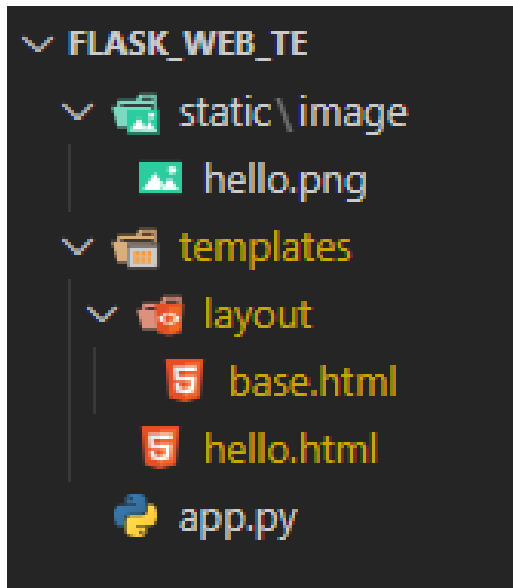 FLASK_WEB_TE
static\image
hello.png
templates
layout
base.html
hello.html
app.py